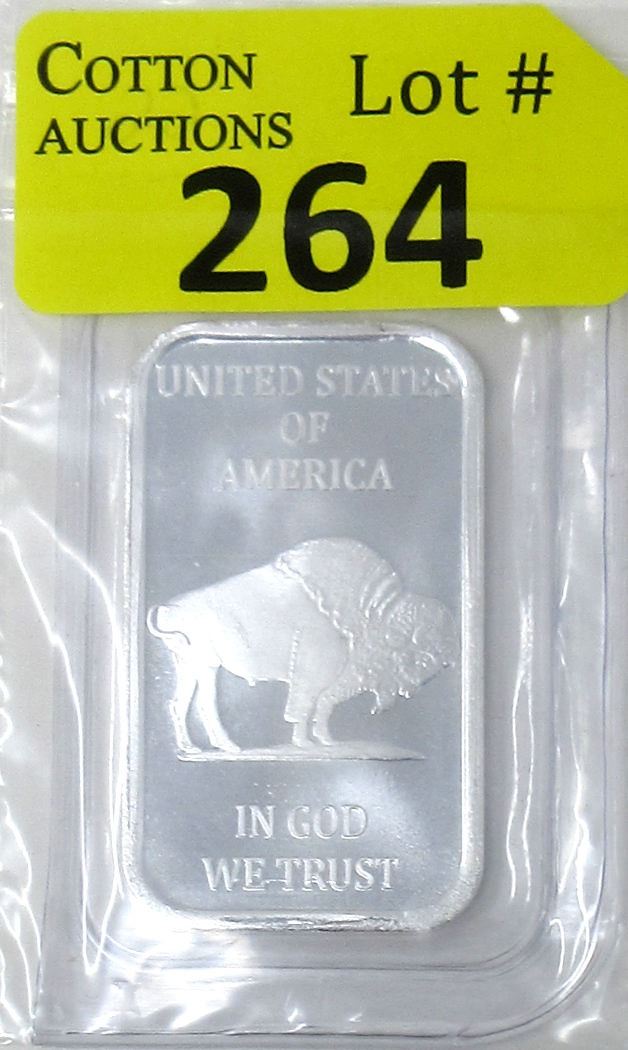 COTTON
AUCTIONS
Lot #
264
UNITED STATES
OF
AMERICA
IN GOD
WE TRUST